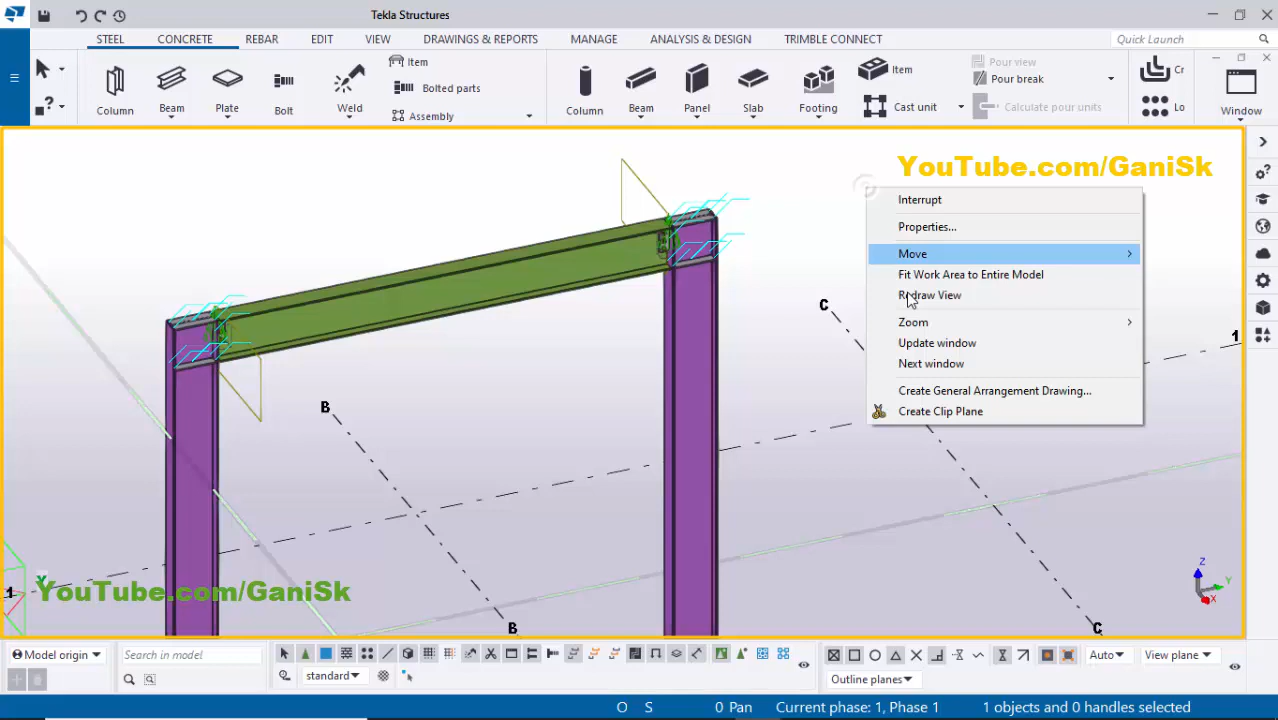 Tekla Structures
STEEL CONCRETE REBAR EDIT VIEW DRAWINGS & REPORTS MANAGE ANALYSIS & DESIGN TRIMBLE CONNECT Quick Launch
Item Item Pour view Cr
Bolted parts Pour break
Column Beam Plate Bolt Weld Assembly Column Beam Panel Slab Footing Cast unit Calculate pour units Lo Window
YouTube.com/GaniSk
Interrupt
Properties...
Move
Fit Work Area to Entire Model
Redraw View
Zoom
Update window
Next window
Create General Arrangement Drawing...
Create Clip Plane
C
1
B
Z
Y
X
Y
1
YouTube.com/GaniSk
B
C
Model origin Search in model Auto View plane
standard Outline planes
O S 0 Pan Current phase: 1, Phase 1 1 objects and 0 handles selected